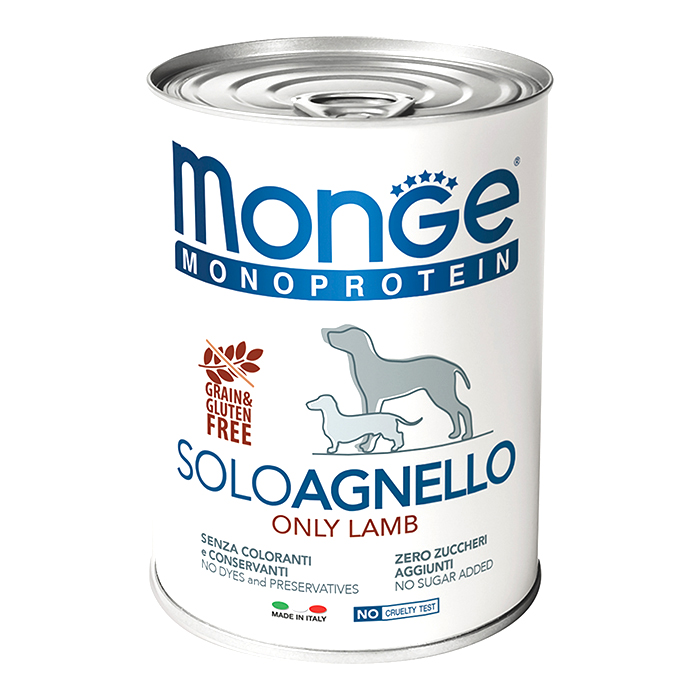 monGe®
MONOPROTEIN
GRAIN&
GLUTEN
FREE
SOLOAGNELLO
ONLY LAMB
SENZA COLORANTI
e CONSERVANTI
NO DYES and PRESERVATIVES
ZERO ZUCCHERI
AGGIUNTI
NO SUGAR ADDED
MADE IN ITALY
NO CRUELTY TEST